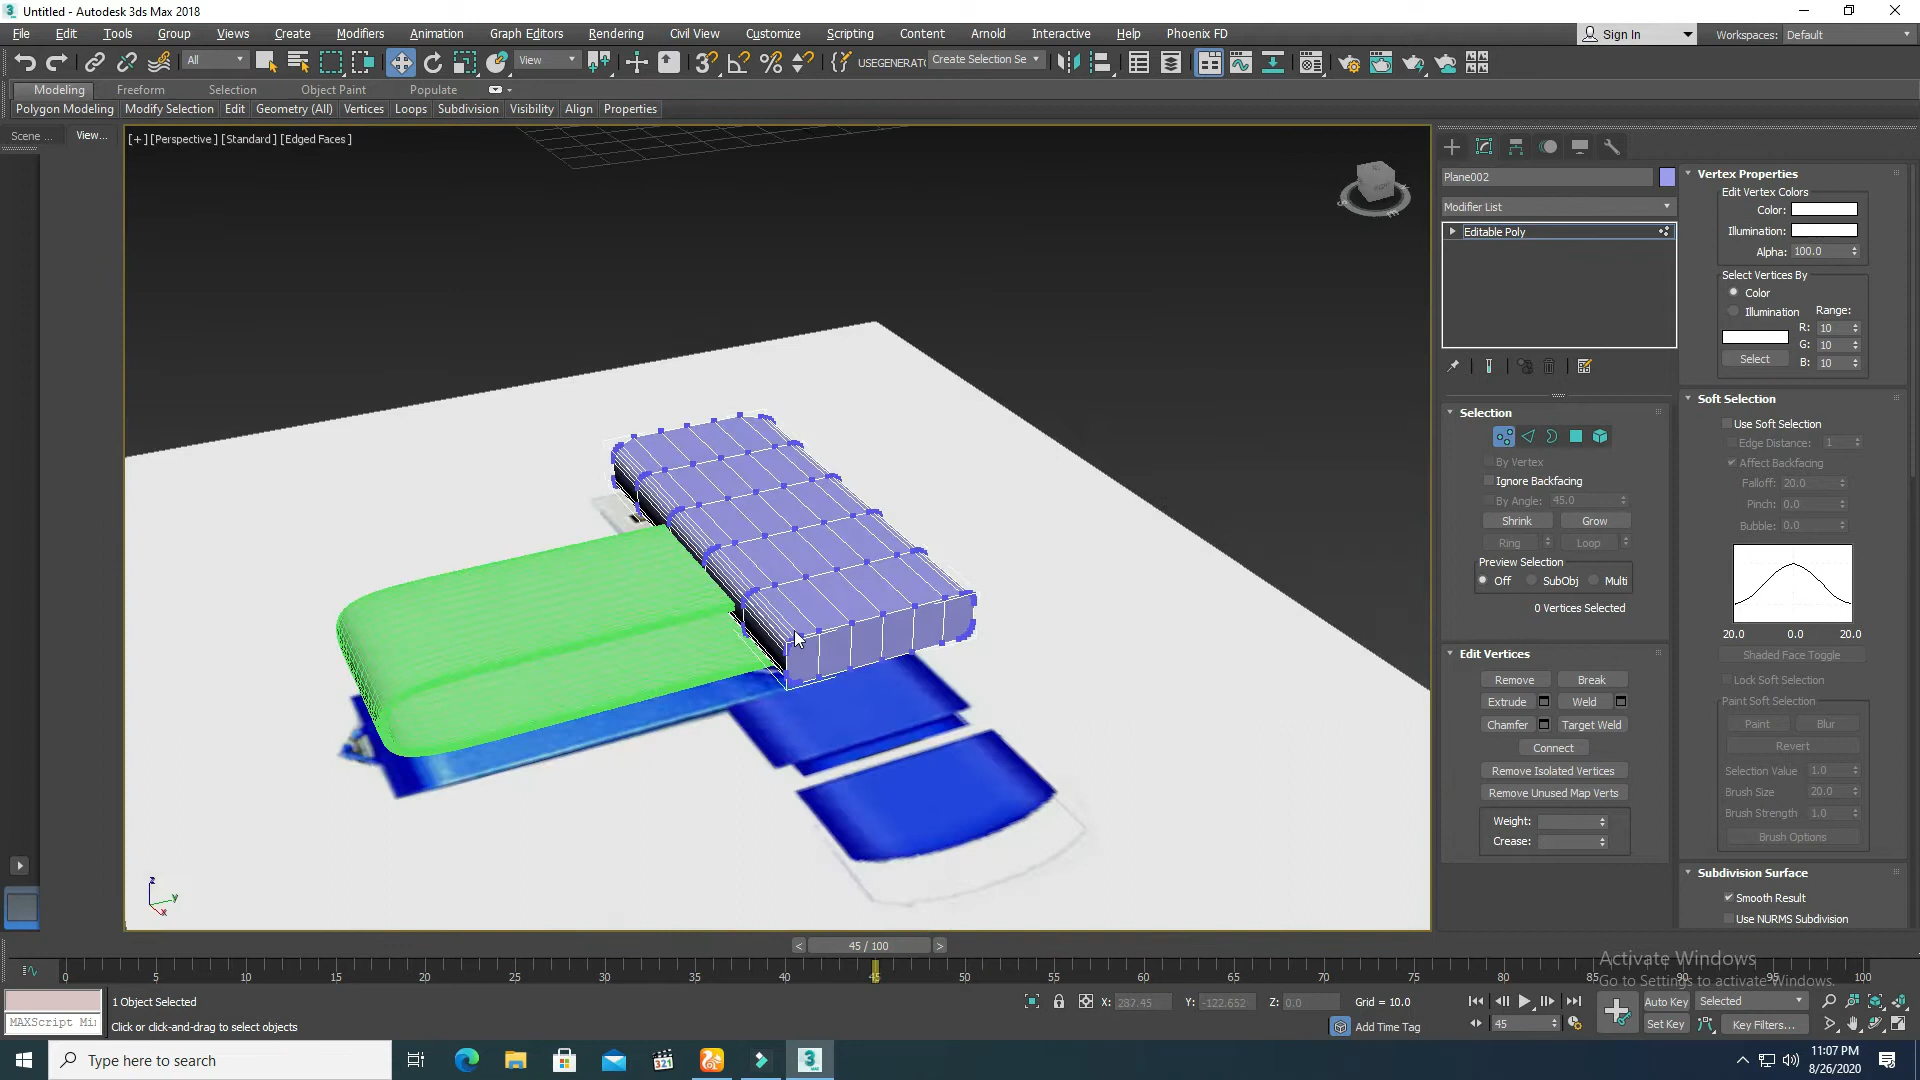 Untitled - Autodesk 3ds Max 2018
File Edit Tools Group Views Create Modifiers Animation Graph Editors Rendering Civil View Customize Scripting Content Arnold Interactive Help Phoenix FD
Sign In Workspaces: Default
All View USEGENERAT Create Selection Se
Modeling Freeform Selection Object Paint Populate
Polygon Modeling Modify Selection Edit Geometry (All) Vertices Loops Subdivision Visibility Align Properties
Scene ... View...
[+] [Perspective] [Standard] [Edged Faces]
Plane002
Modifier List
Editable Poly
Selection
By Vertex
Ignore Backfacing
By Angle: 45.0
Shrink Grow
Ring Loop
Preview Selection
Off SubObj Multi
0 Vertices Selected
Edit Vertices
Remove Break
Extrude Weld
Chamfer Target Weld
Connect
Remove Isolated Vertices
Remove Unused Map Verts
Weight:
Crease:
Vertex Properties
Edit Vertex Colors
Color:
Illumination:
Alpha: 100.0
Select Vertices By
Color
Illumination Range:
R: 10
G: 10
B: 10
Select
Soft Selection
Use Soft Selection
Edge Distance: 1
Affect Backfacing
Falloff: 20.0
Pinch: 0.0
Bubble: 0.0
20.0 0.0 20.0
Shaded Face Toggle
Lock Soft Selection
Paint Soft Selection
Paint Blur
Revert
Selection Value 1.0
Brush Size 20.0
Brush Strength 1.0
Brush Options
Subdivision Surface
Smooth Result
Use NURMS Subdivision
z
y
x
< 45 / 100 >
0 5 10 15 20 25 30 35 40 45 50 55 60 65 70 75 80 85 90 95 100
Activate Windows
Go to Settings to activate Windows.
1 Object Selected
X: 287.45 Y: -122.652 Z: 0.0 Grid = 10.0
Auto Key Selected
MAXScript Mi
Click or click-and-drag to select objects
Add Time Tag
45
Set Key Key Filters...
Type here to search
321
3
11:07 PM
8/26/2020